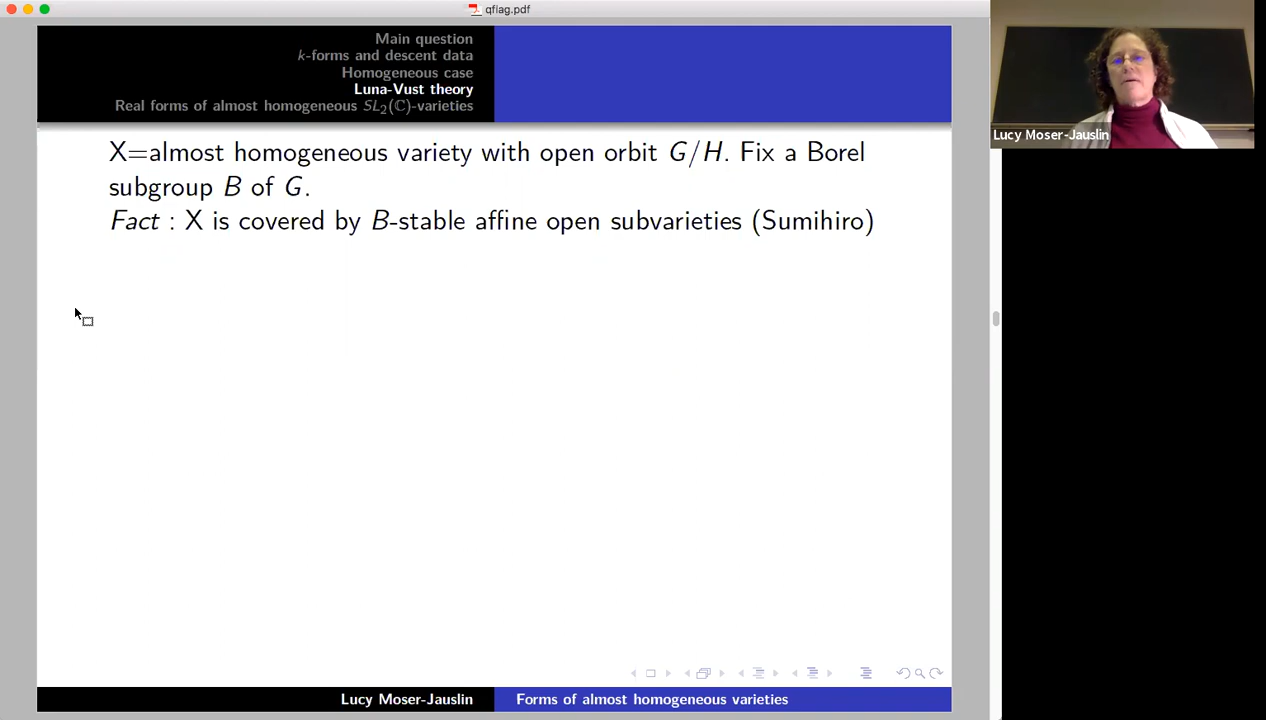 qflag.pdf
Main question
k-forms and descent data
Homogeneous case
Luna-Vust theory
Real forms of almost homogeneous SL₂(ℂ)-varieties
X=almost homogeneous variety with open orbit G/H. Fix a Borel
subgroup B of G.
Fact : X is covered by B-stable affine open subvarieties (Sumihiro)
Lucy Moser-Jauslin
Lucy Moser-Jauslin
Forms of almost homogeneous varieties